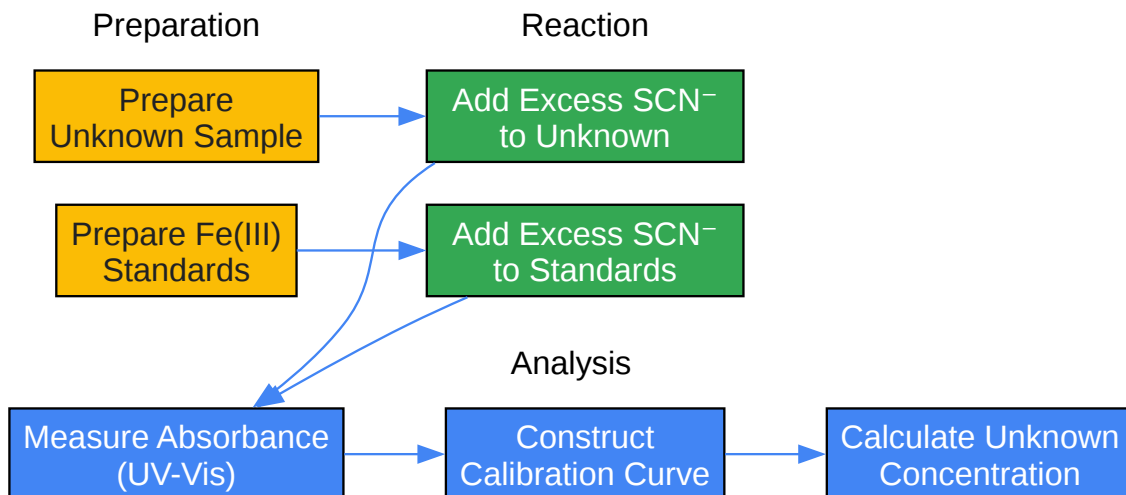 Preparation
Reaction
Prepare
Unknown Sample
Add Excess SCN⁻
to Unknown
Prepare Fe(III)
Standards
Add Excess SCN⁻
to Standards
Analysis
Measure Absorbance
(UV-Vis)
Construct
Calibration Curve
Calculate Unknown
Concentration